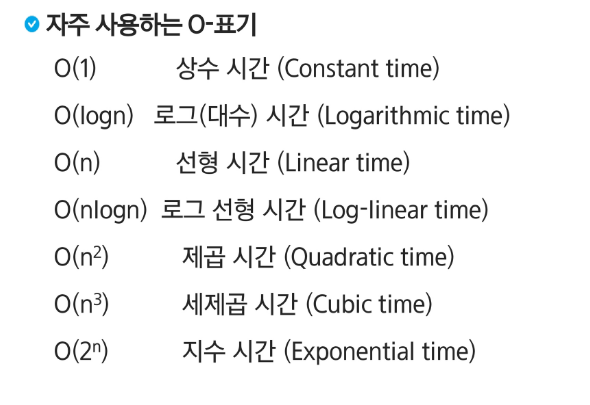 자주 사용하는 O-표기
O(1) 상수 시간 (Constant time)
O(logn) 로그(대수) 시간 (Logarithmic time)
O(n) 선형 시간 (Linear time)
O(nlogn) 로그 선형 시간 (Log-linear time)
O(n²) 제곱 시간 (Quadratic time)
O(n³) 세제곱 시간 (Cubic time)
O(2ⁿ) 지수 시간 (Exponential time)